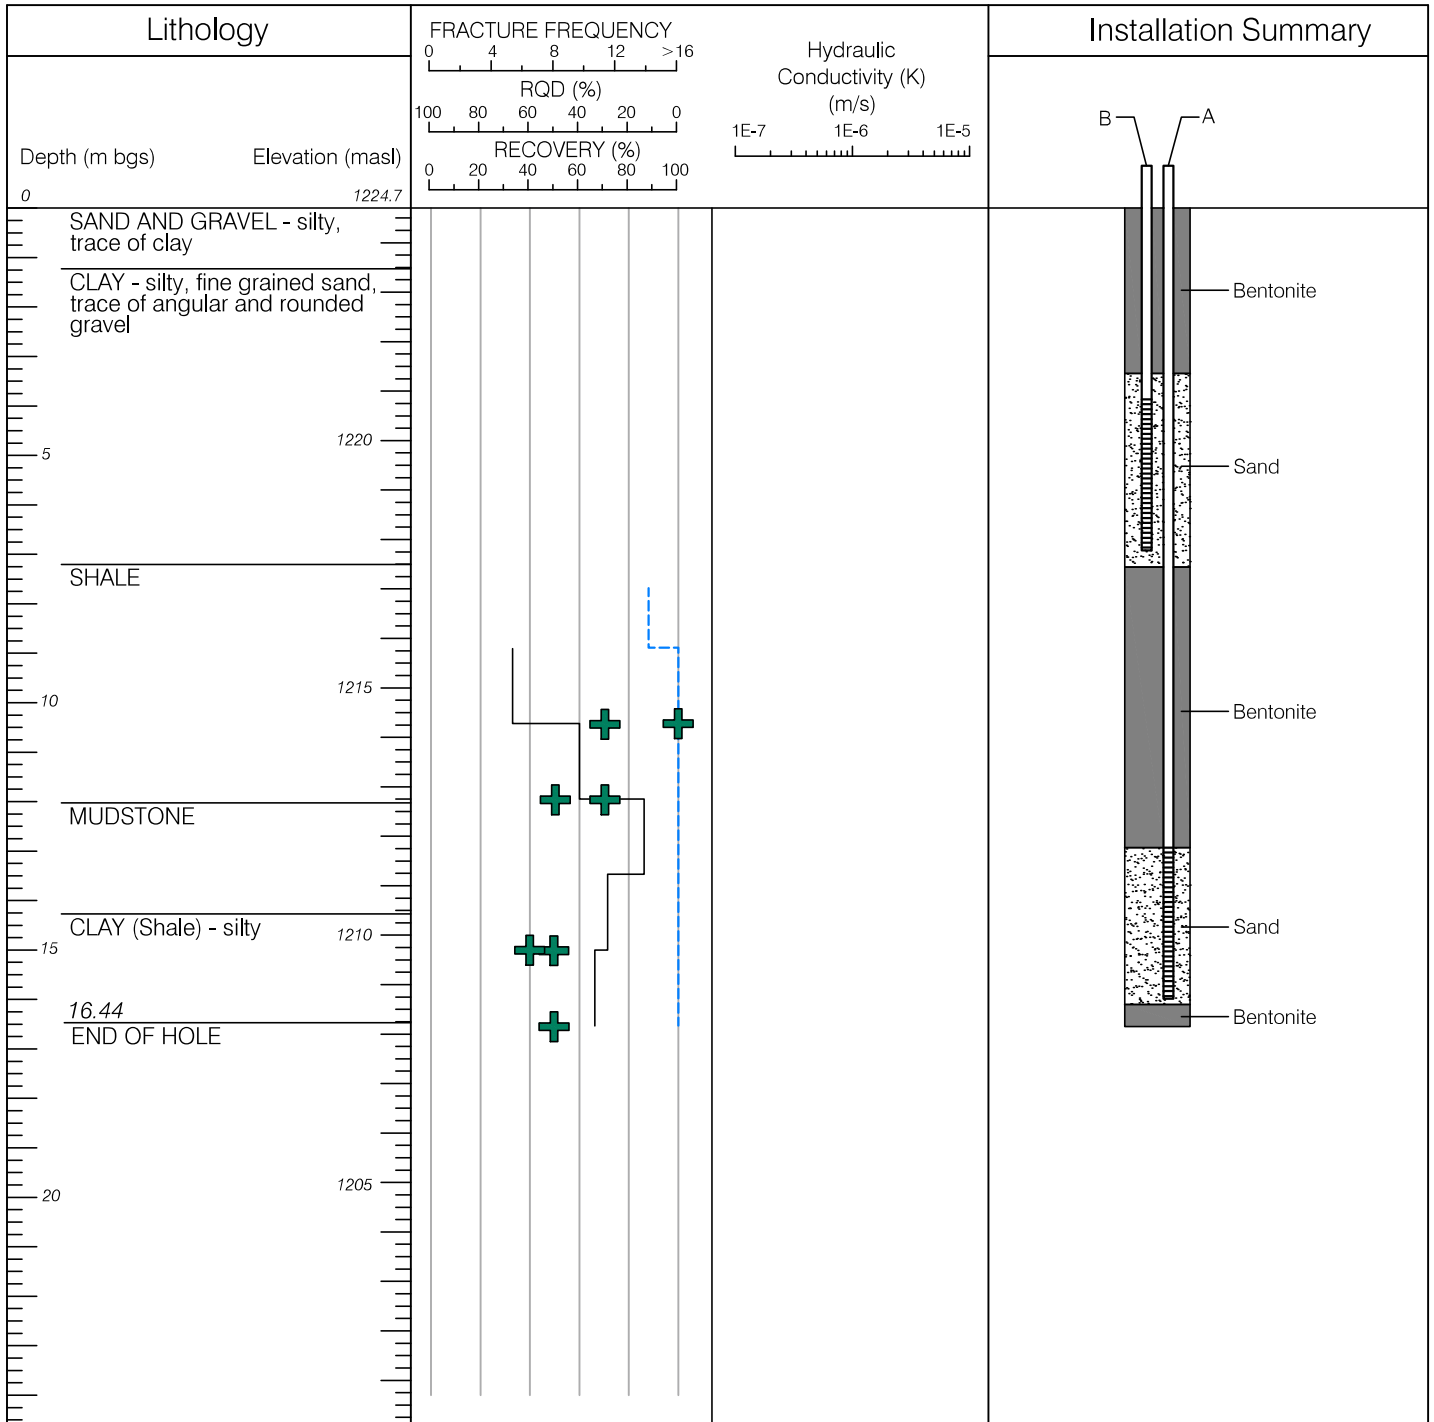 Lithology
FRACTURE FREQUENCY
0 4 8 12 >16
RQD (%)
100 80 60 40 20 0
RECOVERY (%)
0 20 40 60 80 100
Hydraulic
Conductivity (K)
(m/s)
1E-7 1E-6 1E-5
Installation Summary
B A
Depth (m bgs) Elevation (masl)
0 1224.7
SAND AND GRAVEL - silty,
trace of clay
CLAY - silty, fine grained sand,
trace of angular and rounded
gravel
Bentonite
1220
5
Sand
SHALE
1215
10
Bentonite
MUDSTONE
CLAY (Shale) - silty
1210
15
Sand
16.44
END OF HOLE
Bentonite
1205
20